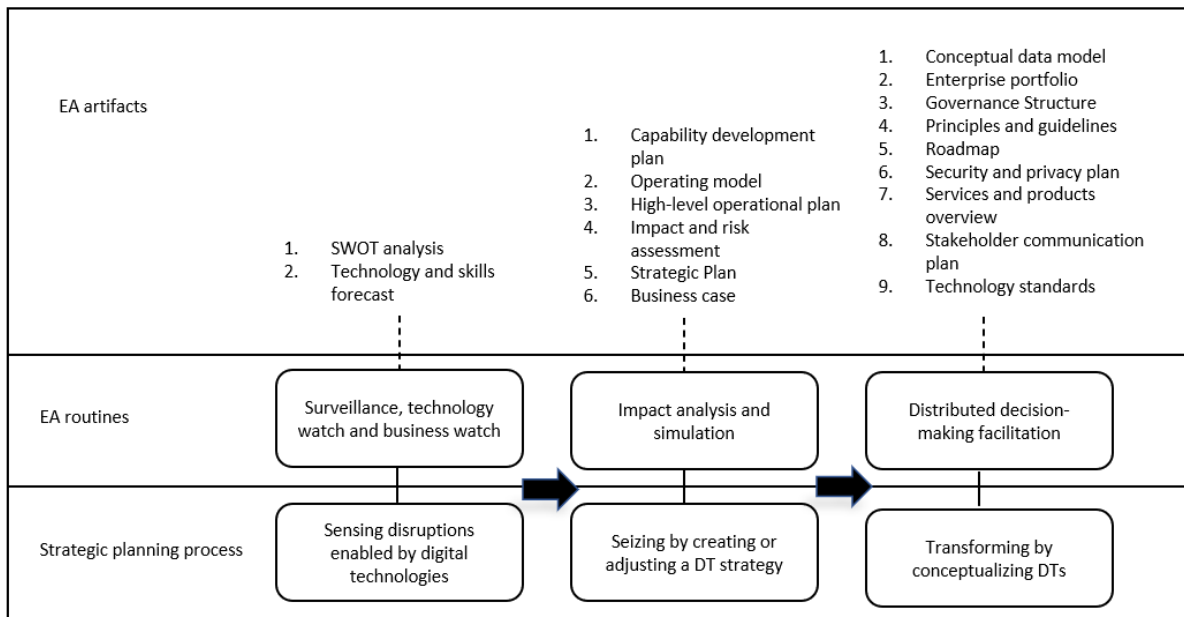 EA artifacts
1. SWOT analysis
2. Technology and skills
forecast
1. Capability development
plan
2. Operating model
3. High-level operational plan
4. Impact and risk
assessment
5. Strategic Plan
6. Business case
1. Conceptual data model
2. Enterprise portfolio
3. Governance Structure
4. Principles and guidelines
5. Roadmap
6. Security and privacy plan
7. Services and products
overview
8. Stakeholder communication
plan
9. Technology standards
EA routines
Surveillance, technology
watch and business watch
Impact analysis and
simulation
Distributed decision-
making facilitation
Strategic planning process
Sensing disruptions
enabled by digital
technologies
Seizing by creating or
adjusting a DT strategy
Transforming by
conceptualizing DTs